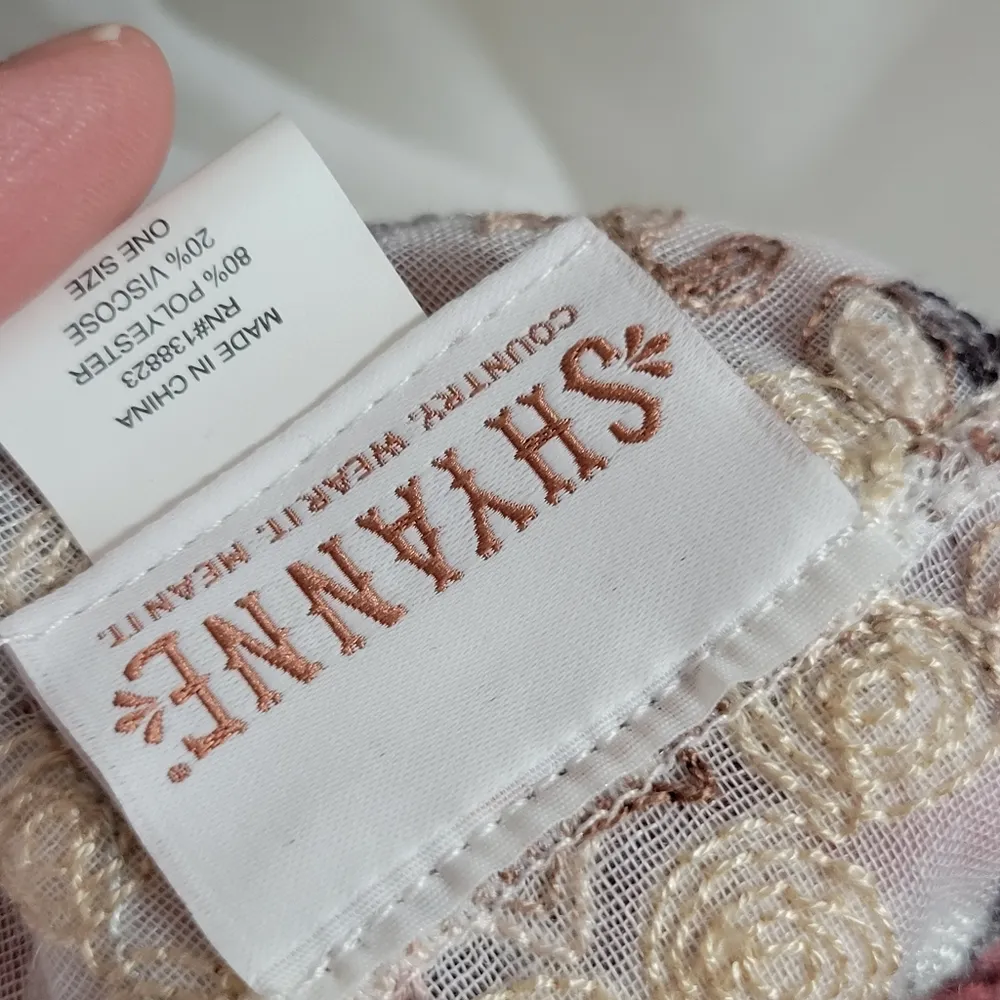 SHYANNE®
COUNTRY. WEAR IT. MEAN IT.
MADE IN CHINA
RN#138823
80% POLYESTER
20% VISCOSE
ONE SIZE